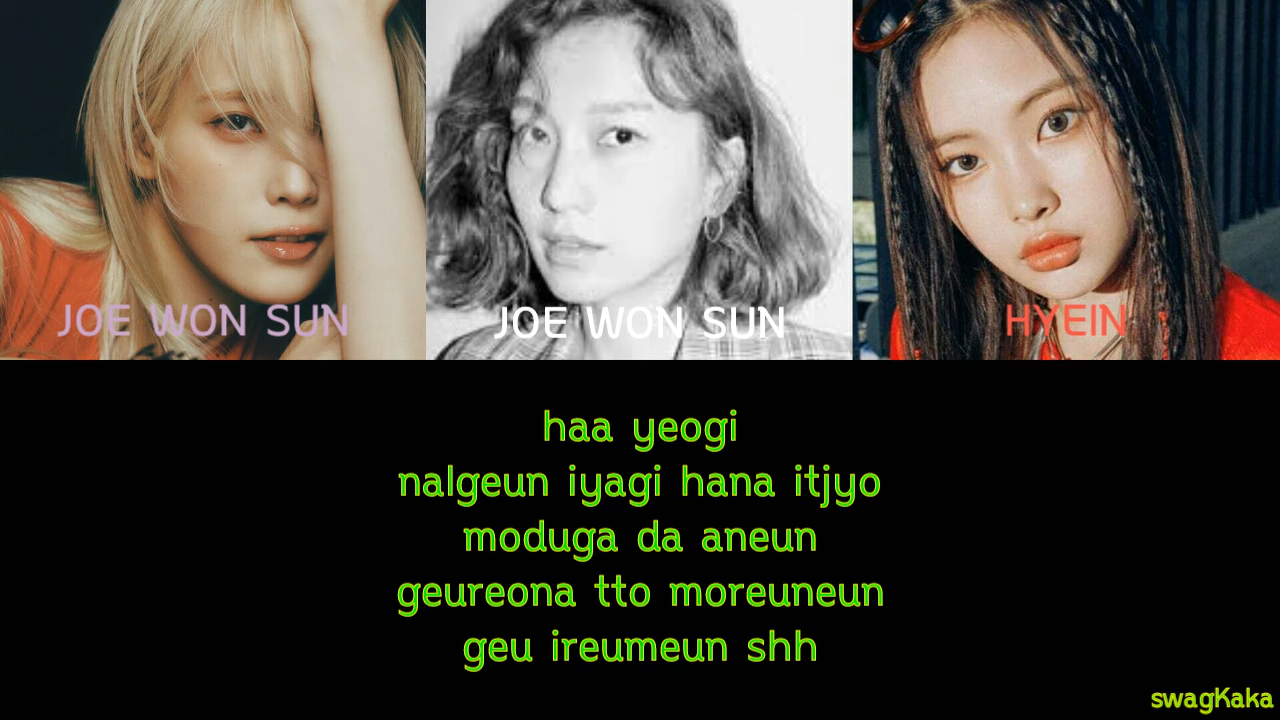 JOE WON SUN
JOE WON SUN
HYEIN
haa yeogi
nalgeun iyagi hana itjyo
moduga da aneun
geureona tto moreuneun
geu ireumeun shh
swagKaka